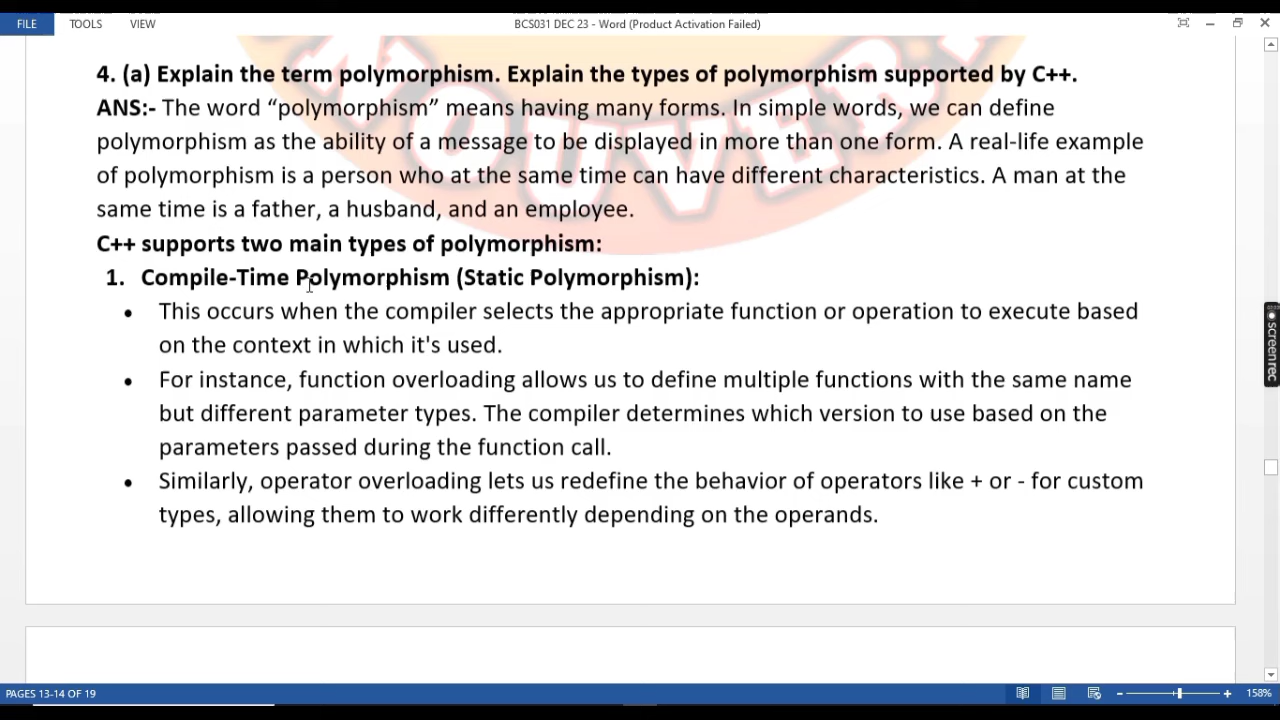 FILE TOOLS VIEW BCS031 DEC 23 - Word (Product Activation Failed)
4. (a) Explain the term polymorphism. Explain the types of polymorphism supported by C++.
ANS:- The word “polymorphism” means having many forms. In simple words, we can define
polymorphism as the ability of a message to be displayed in more than one form. A real-life example
of polymorphism is a person who at the same time can have different characteristics. A man at the
same time is a father, a husband, and an employee.
C++ supports two main types of polymorphism:
1. Compile-Time Polymorphism (Static Polymorphism):
• This occurs when the compiler selects the appropriate function or operation to execute based
on the context in which it's used.
• For instance, function overloading allows us to define multiple functions with the same name
but different parameter types. The compiler determines which version to use based on the
parameters passed during the function call.
• Similarly, operator overloading lets us redefine the behavior of operators like + or - for custom
types, allowing them to work differently depending on the operands.
screenrec
PAGES 13-14 OF 19 158%